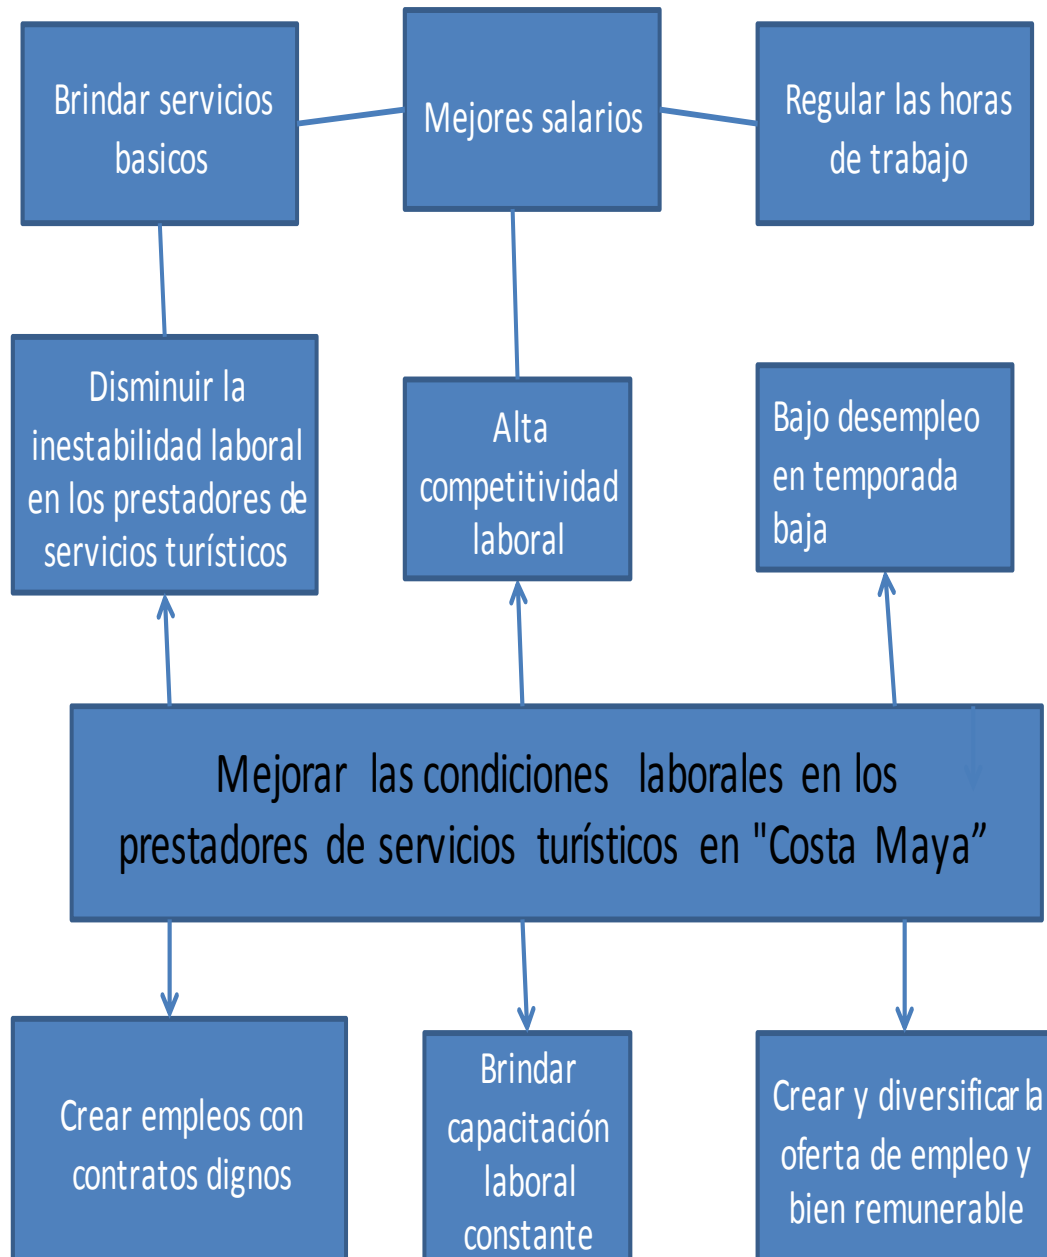 Brindar servicios
basicos
Mejores salarios
Regular las horas
de trabajo
Disminuir la
inestabilidad laboral
en los prestadores de
servicios turísticos
Alta
competitividad
laboral
Bajo desempleo
en temporada
baja
Mejorar las condiciones laborales en los
prestadores de servicios turísticos en "Costa Maya”
Crear empleos con
contratos dignos
Brindar
capacitación
laboral
constante
Crear y diversificar la
oferta de empleo y
bien remunerable